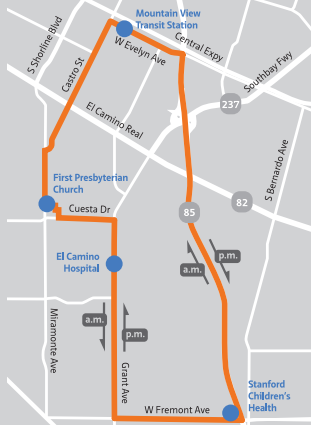 Mountain View
Transit Station
Central Expy
W Evelyn Ave
S Shorline Blvd
Castro St
Southbay Fwy
237
El Camino Real
S Bernardo Ave
First Presbyterian
Church
82
Cuesta Dr
85
El Camino
Hospital
p.m.
a.m.
a.m.
p.m.
Miramonte Ave
Grant Ave
Stanford
Children's
Health
W Fremont Ave